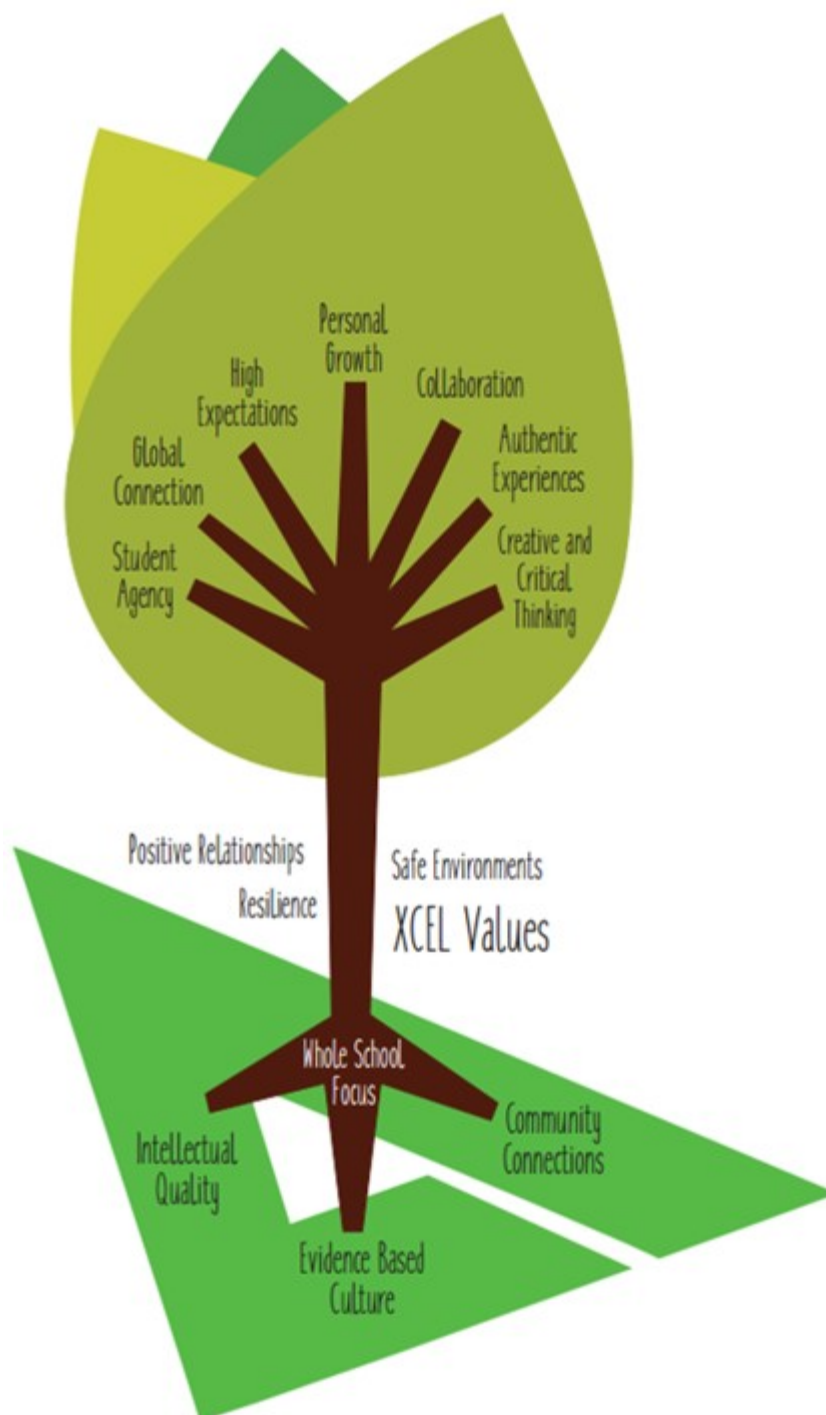 Personal
Growth
High
Expectations
Collaboration
Global
Connection
Authentic
Experiences
Student
Agency
Creative and
Critical
Thinking
Positive Relationships
Resilience
Safe Environments
XCEL Values
Whole School
Focus
Intellectual
Quality
Community
Connections
Evidence Based
Culture